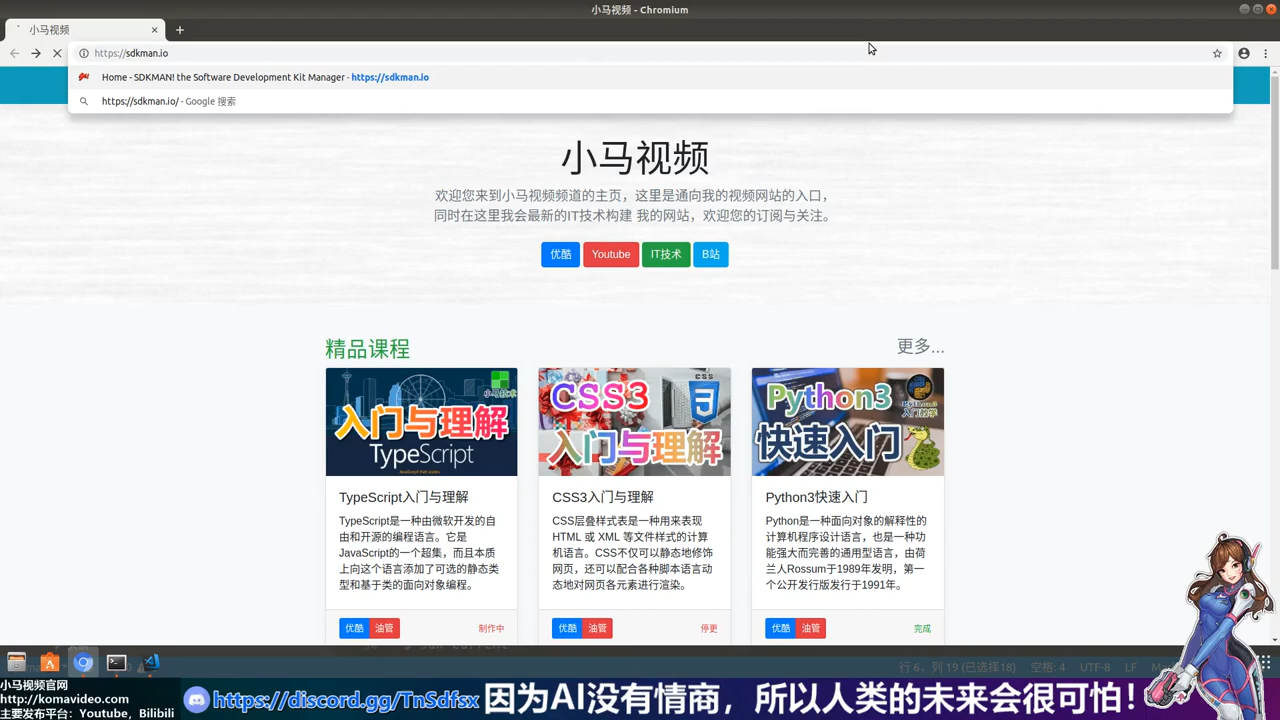 小马视频 - Chromium
小马视频
https://sdkman.io
Home - SDKMAN! the Software Development Kit Manager - https://sdkman.io
https://sdkman.io/ - Google 搜索
小马视频
欢迎您来到小马视频频道的主页，这里是通向我的视频网站的入口，
同时在这里我会最新的IT技术构建 我的网站，欢迎您的订阅与关注。
优酷 Youtube IT技术 B站
精品课程 更多...
小马技术
入门与理解
TypeScript
CSS
CSS3
3
入门与理解
Python3
快速入门
TypeScript入门与理解
TypeScript是一种由微软开发的自
由和开源的编程语言。它是
JavaScript的一个超集，而且本质
上向这个语言添加了可选的静态类
型和基于类的面向对象编程。
优酷 油管 制作中
CSS3入门与理解
CSS层叠样式表是一种用来表现
HTML 或 XML 等文件样式的计算
机语言。CSS不仅可以静态地修饰
网页，还可以配合各种脚本语言动
态地对网页各元素进行渲染。
优酷 油管 停更
Python3快速入门
Python是一种面向对象的解释性的
计算机程序设计语言，也是一种功
能强大而完善的通用型语言，由荷
兰人Rossum于1989年发明，第一
个公开发行版发行于1991年。
优酷 油管 完成
行 6，列 19 (已选择18) 空格: 4 UTF-8 LF
小马视频官网
http://komavideo.com
主要发布平台：Youtube，Bilibili
https://discord.gg/TnSdfsx 因为AI没有情商，所以人类的未来会很可怕！